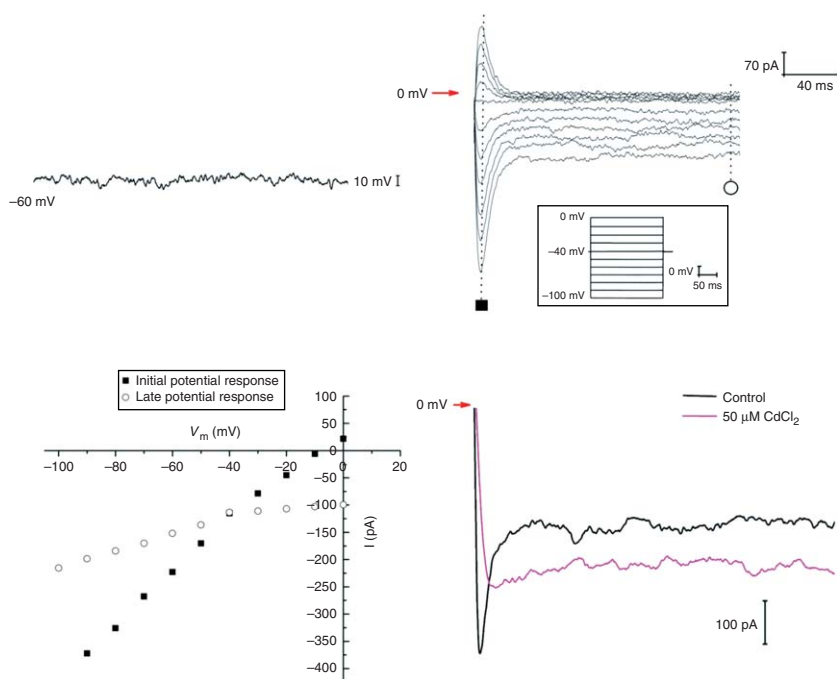 −60 mV
10 mV
0 mV
70 pA
40 ms
0 mV
−40 mV
−100 mV
0 mV
50 ms
Initial potential response
Late potential response
Vm (mV)
−100
−80
−60
−40
−20
0
20
100
50
−50
−100
−150
−200
−250
−300
−350
−400
I (pA)
0 mV
Control
50 μM CdCl₂
100 pA